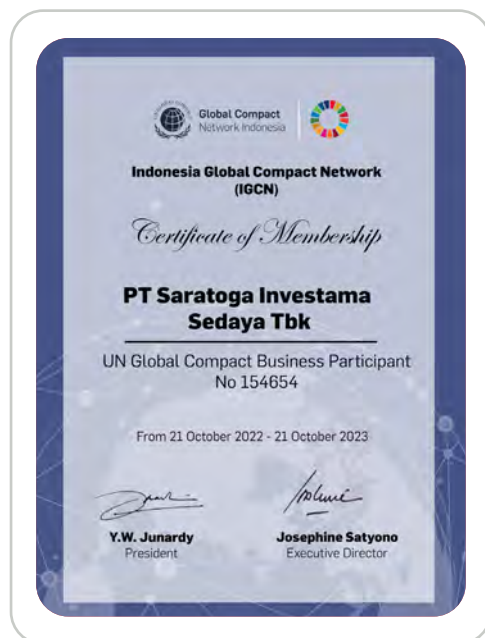 Global Compact
Network Indonesia
Indonesia Global Compact Network
(IGCN)
Certificate of Membership
PT Saratoga Investama
Sedaya Tbk
UN Global Compact Business Participant
No 154654
From 21 October 2022 - 21 October 2023
Y.W. Junardy
President
Josephine Satyono
Executive Director